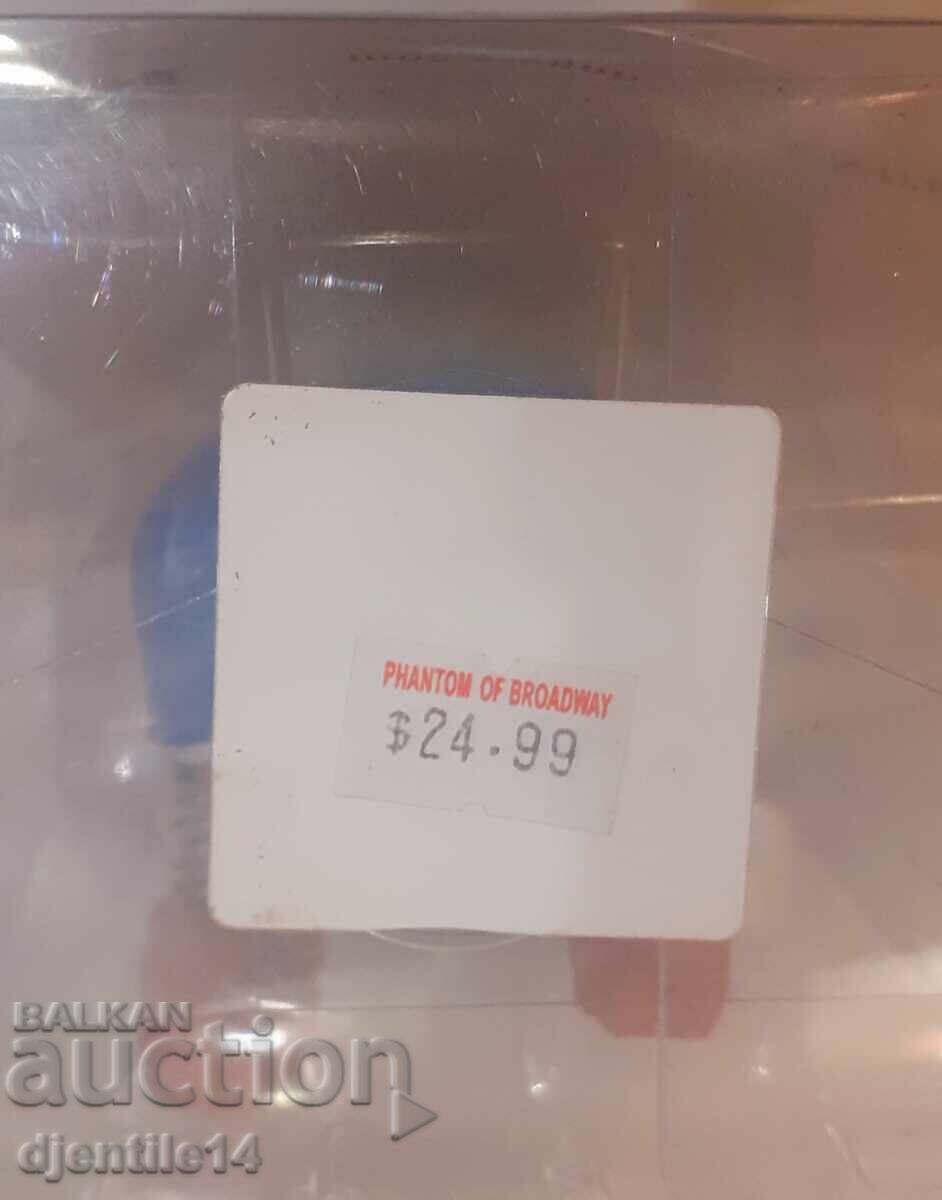 PHANTOM OF BROADWAY
$24.99
BALKAN
auction
djentile14